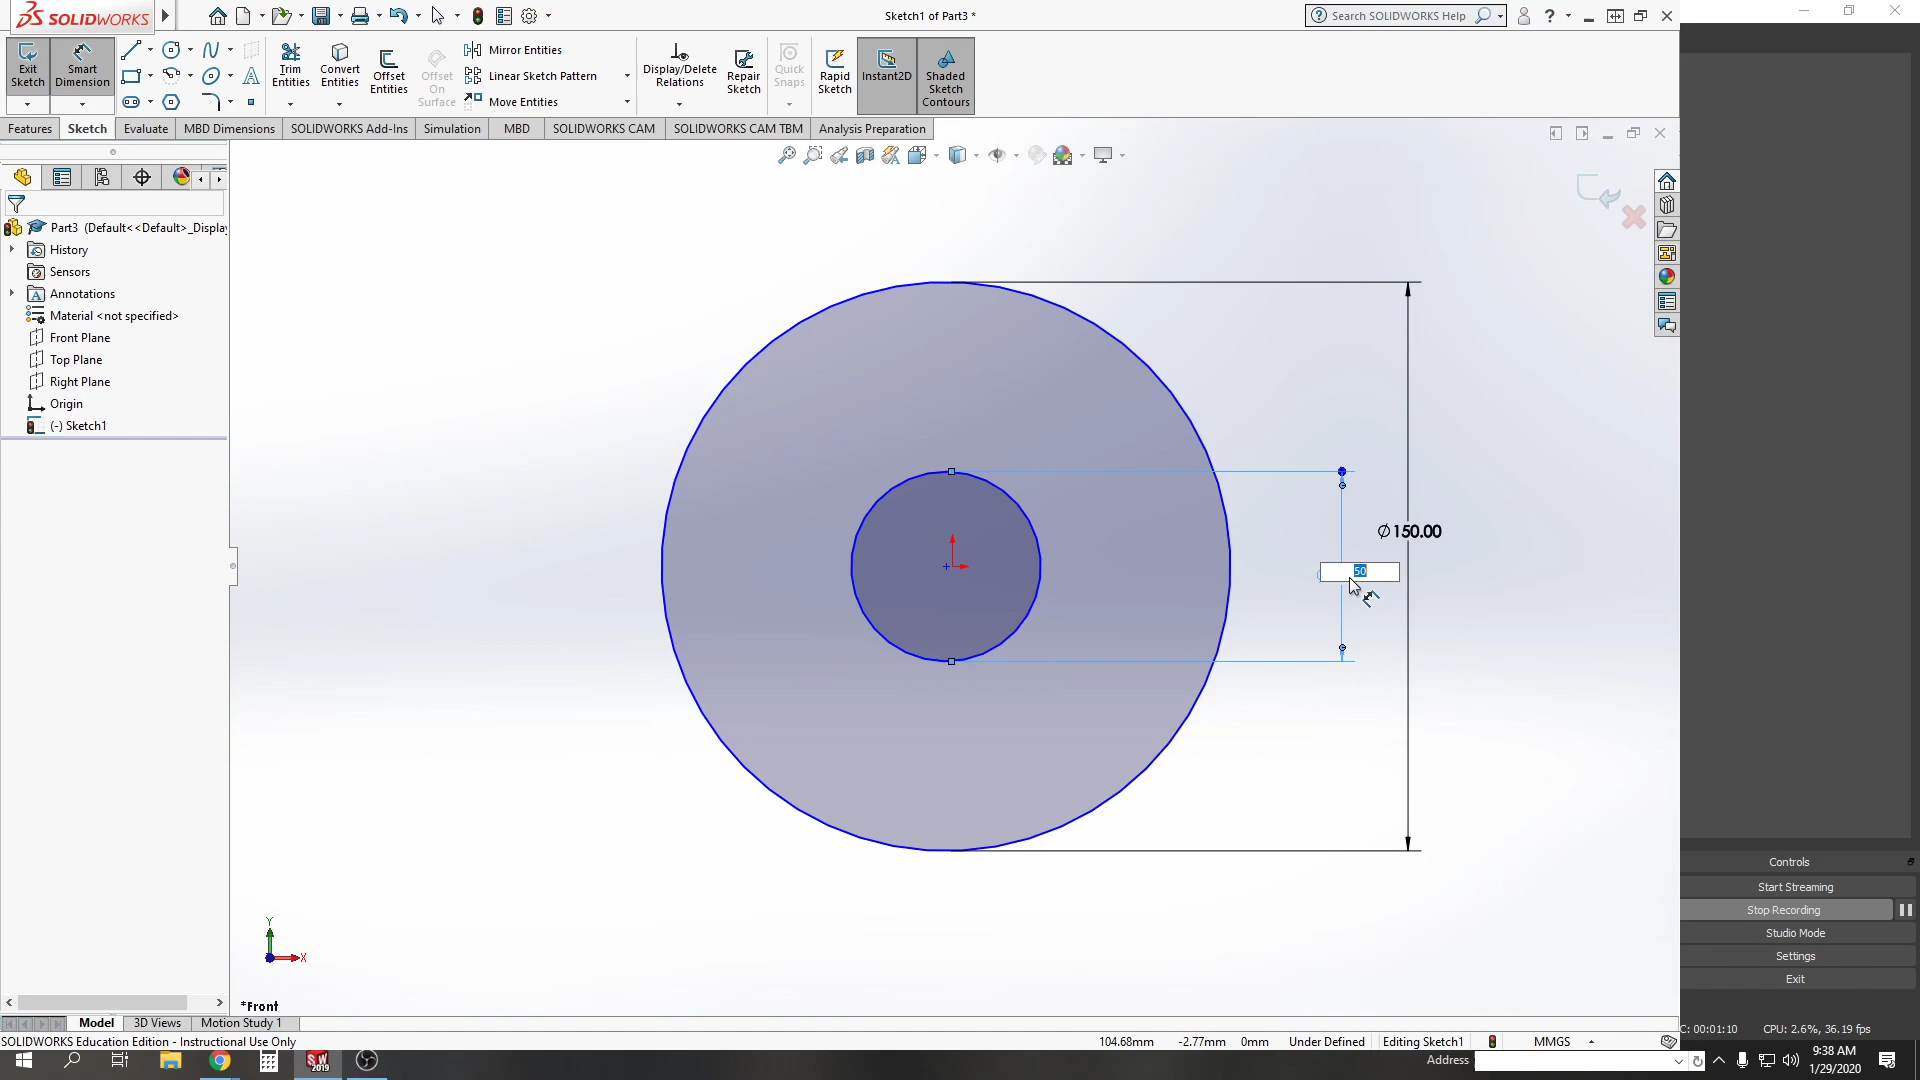 SOLIDWORKS
Sketch1 of Part3 *
Search SOLIDWORKS Help
?
Exit Sketch
Smart Dimension
Trim Entities
Convert Entities
Offset Entities
Offset On Surface
Mirror Entities
Linear Sketch Pattern
Move Entities
Display/Delete Relations
Repair Sketch
Quick Snaps
Rapid Sketch
Instant2D
Shaded Sketch Contours
Features
Sketch
Evaluate
MBD Dimensions
SOLIDWORKS Add-Ins
Simulation
MBD
SOLIDWORKS CAM
SOLIDWORKS CAM TBM
Analysis Preparation
Part3 (Default<<Default>_Displa
History
Sensors
Annotations
Material <not specified>
Front Plane
Top Plane
Right Plane
Origin
(-) Sketch1
Ø150.00
50
Y
X
*Front
Controls
Start Streaming
Stop Recording
Studio Mode
Settings
Exit
C: 00:01:10 CPU: 2.6%, 36.19 fps
Model
3D Views
Motion Study 1
SOLIDWORKS Education Edition - Instructional Use Only
104.68mm
-2.77mm
0mm
Under Defined
Editing Sketch1
MMGS
SW 2019
Address
9:38 AM
1/29/2020